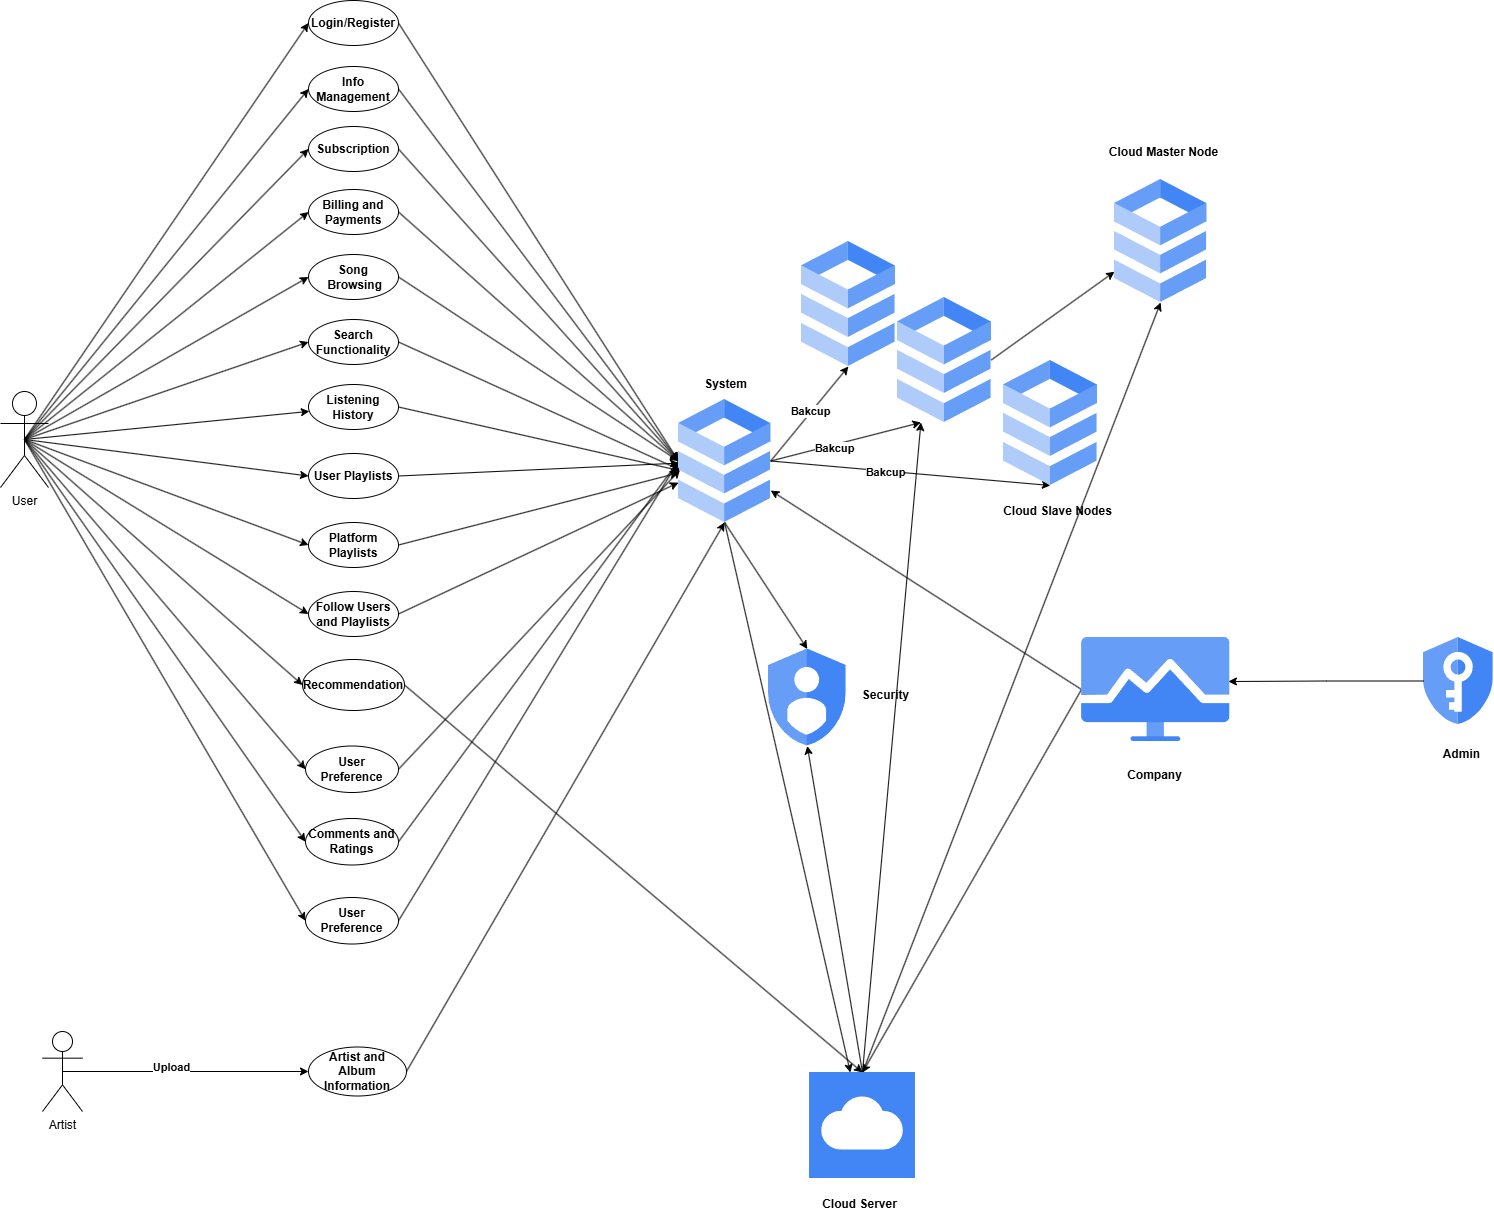 Login/Register
Info
Management
Subscription
Billing and
Payments
Song
Browsing
Search
Functionality
Listening
History
User Playlists
Platform
Playlists
Follow Users
and Playlists
Recommendation
User
Preference
Comments and
Ratings
User
Preference
User
Artist
Upload
Artist and
Album
Information
System
Bakcup
Bakcup
Bakcup
Cloud Master Node
Cloud Slave Nodes
Security
Company
Admin
Cloud Server